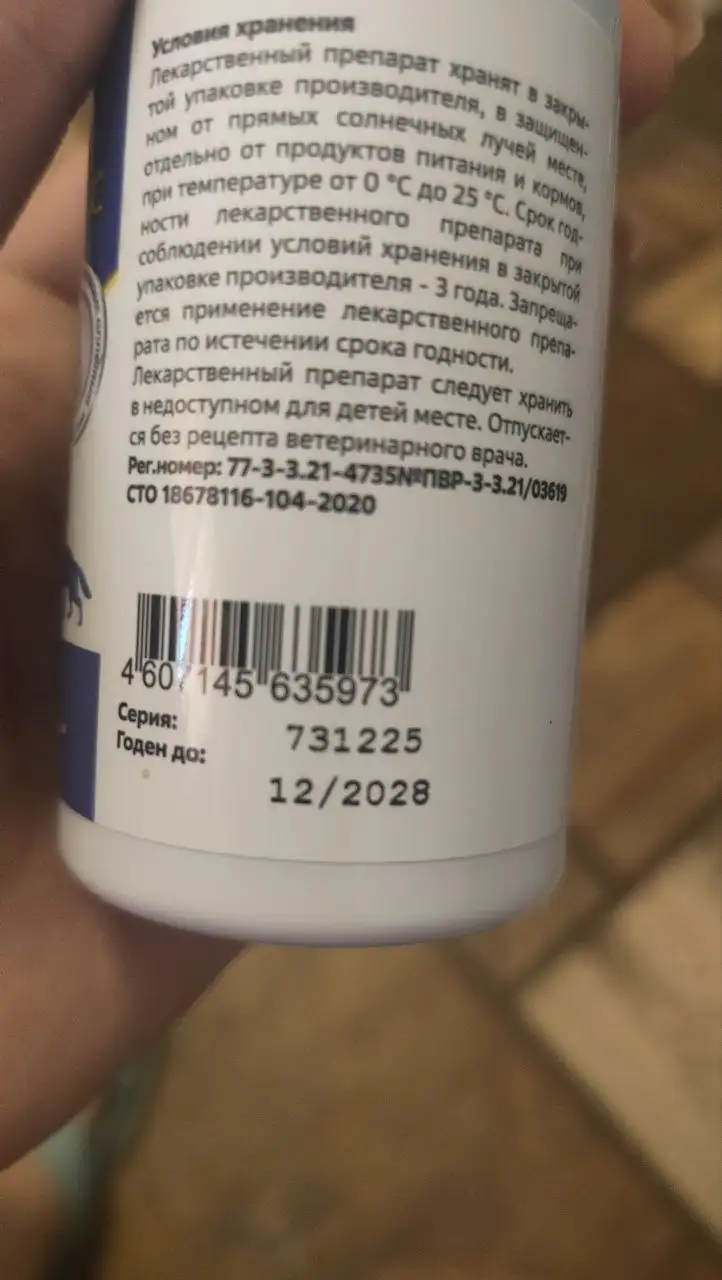 Условия хранения
Лекарственный препарат хранят в закры-
той упаковке производителя, в защищен-
ном от прямых солнечных лучей месте,
отдельно от продуктов питания и кормов,
при температуре от 0 °С до 25 °С. Срок год-
ности лекарственного препарата при
соблюдении условий хранения в закрытой
упаковке производителя - 3 года. Запреща-
ется применение лекарственного препа-
рата по истечении срока годности.
Лекарственный препарат следует хранить
в недоступном для детей месте. Отпускает-
ся без рецепта ветеринарного врача.
Рег.номер: 77-3-3.21-4735№ПВР-3-3.21/03619
СТО 18678116-104-2020
4 607145 635973
Серия: 731225
Годен до: 12/2028